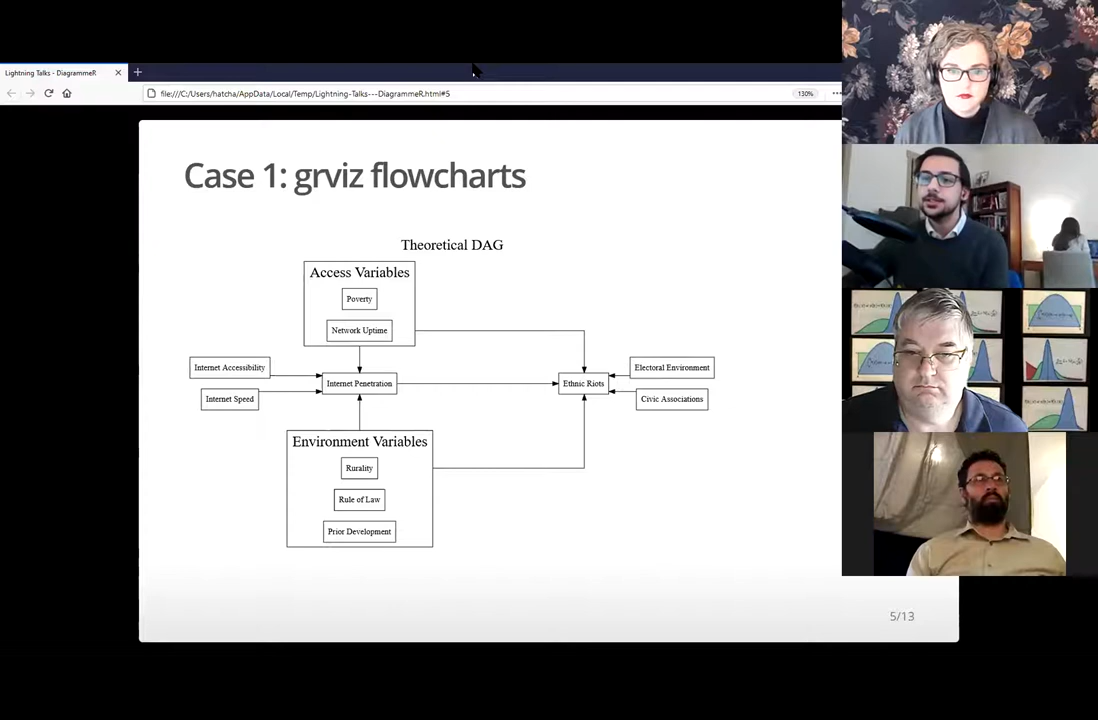 Lightning Talks - DiagrammeR
file:///C:/Users/hatcha/AppData/Local/Temp/Lightning-Talks---DiagrammeR.html#5
130%
Case 1: grviz flowcharts
Theoretical DAG
Access Variables
Poverty
Network Uptime
Internet Accessibility
Internet Speed
Internet Penetration
Ethnic Riots
Electoral Environment
Civic Associations
Environment Variables
Rurality
Rule of Law
Prior Development
5/13